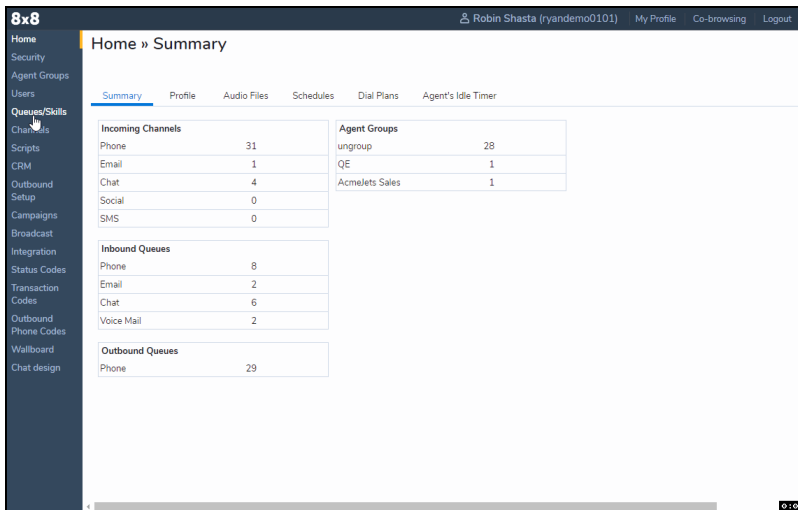 8x8
Robin Shasta (ryandemo0101) My Profile Co-browsing Logout
Home
Security
Agent Groups
Users
Queues/Skills
Channels
Scripts
CRM
Outbound
Setup
Campaigns
Broadcast
Integration
Status Codes
Transaction
Codes
Outbound
Phone Codes
Wallboard
Chat design
Home » Summary
Summary Profile Audio Files Schedules Dial Plans Agent's Idle Timer
Incoming Channels
Phone 31
Email 1
Chat 4
Social 0
SMS 0
Inbound Queues
Phone 8
Email 2
Chat 6
Voice Mail 2
Outbound Queues
Phone 29
Agent Groups
ungroup 28
QE 1
AcmeJets Sales 1